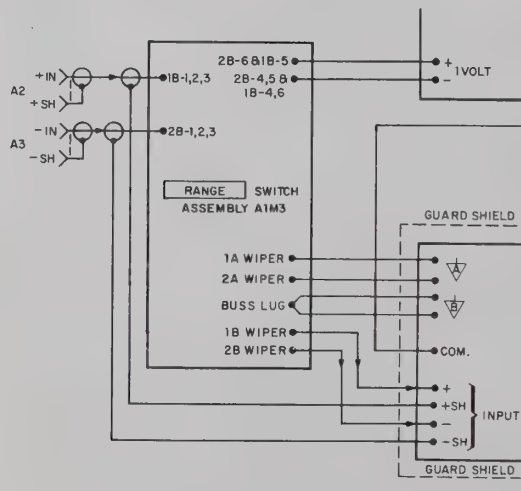 2B-6 & 1B-5
+
1 VOLT
+ IN
1B-1,2,3
2B-4,5 &
1B-4,6
-
A2
+ SH
- IN
2B-1,2,3
A3
- SH
RANGE SWITCH
ASSEMBLY A1M3
GUARD SHIELD
1A WIPER
A
2A WIPER
BUSS LUG
B
1B WIPER
2B WIPER
COM.
+
+SH
INPUT
-
-SH
GUARD SHIELD